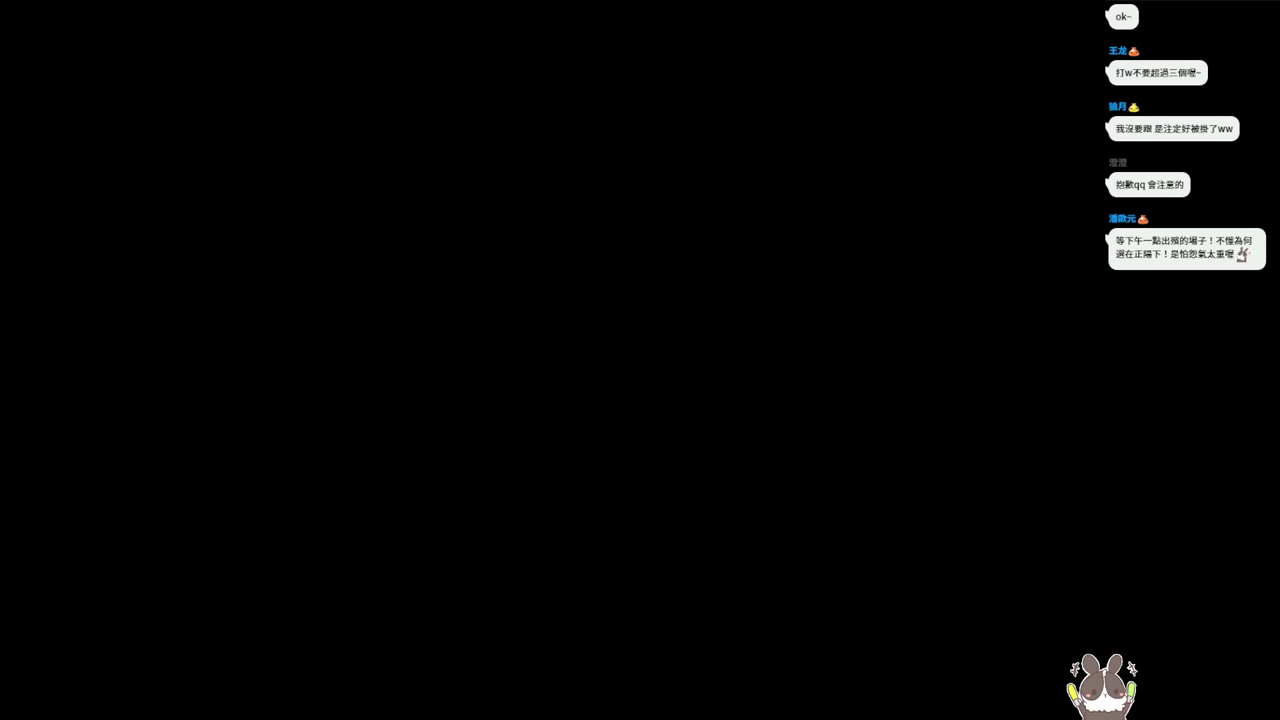 ok~
王龙
打w不要超過三個喔~
狼月
我沒要跟 是注定好被掛了ww
澄澄
抱歉qq 會注意的
潘歐元
等下午一點出殯的場子！不懂為何
選在正陽下！是怕怨氣太重喔